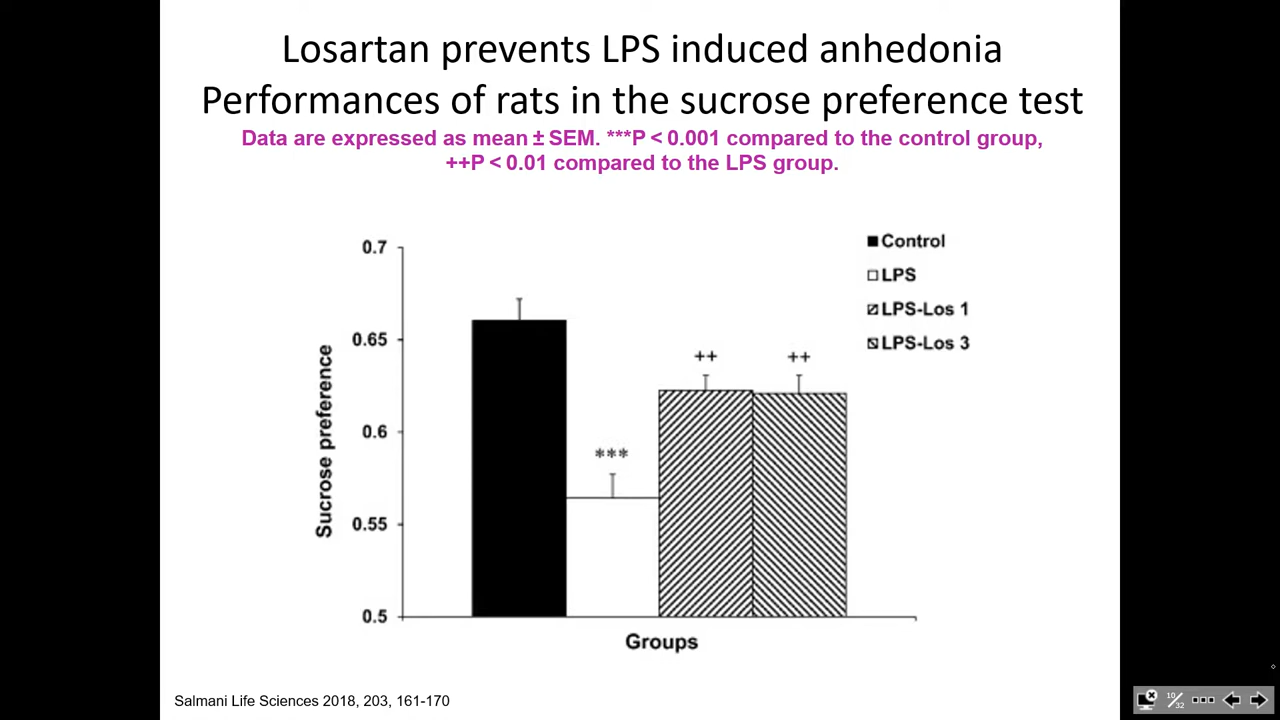 Losartan prevents LPS induced anhedonia
Performances of rats in the sucrose preference test
Data are expressed as mean ± SEM. ***P < 0.001 compared to the control group,
++P < 0.01 compared to the LPS group.
0.7
0.65
0.6
0.55
0.5
Sucrose preference
***
++
++
Groups
Control
LPS
LPS-Los 1
LPS-Los 3
Salmani Life Sciences 2018, 203, 161-170
10/32